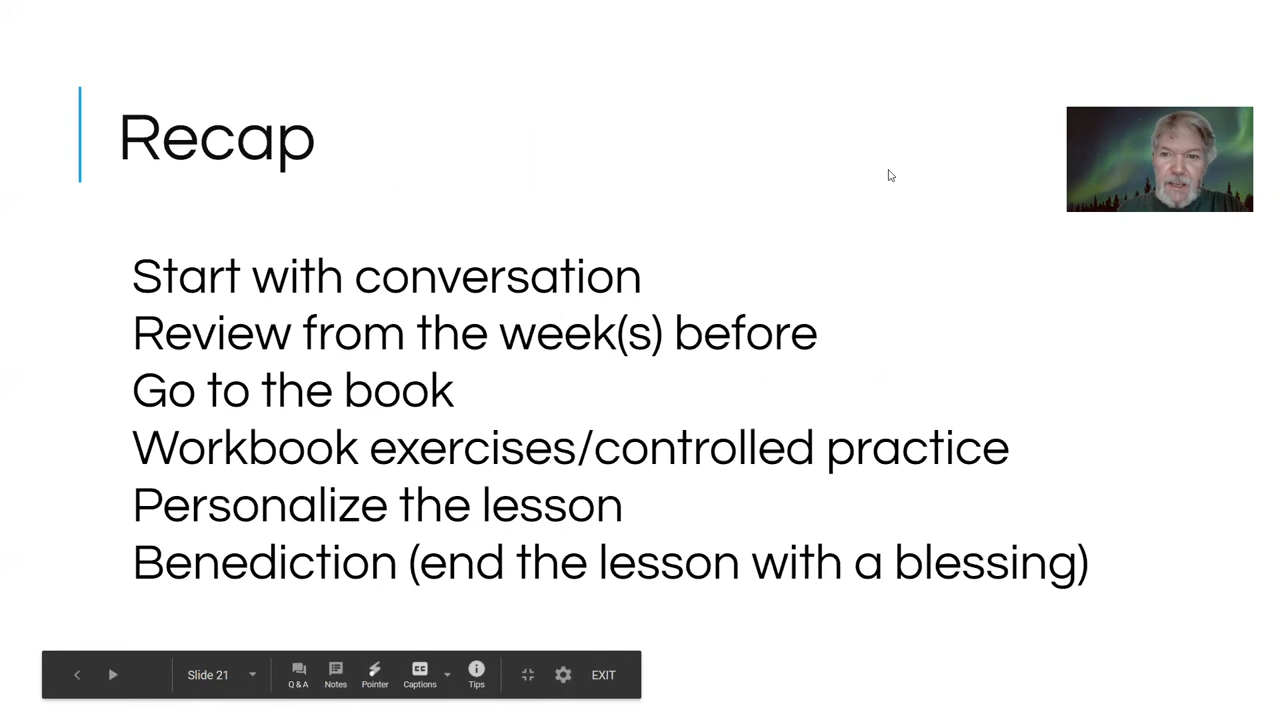 Recap
Start with conversation
Review from the week(s) before
Go to the book
Workbook exercises/controlled practice
Personalize the lesson
Benediction (end the lesson with a blessing)
Slide 21
Q & A
Notes
Pointer
CC
Captions
Tips
EXIT